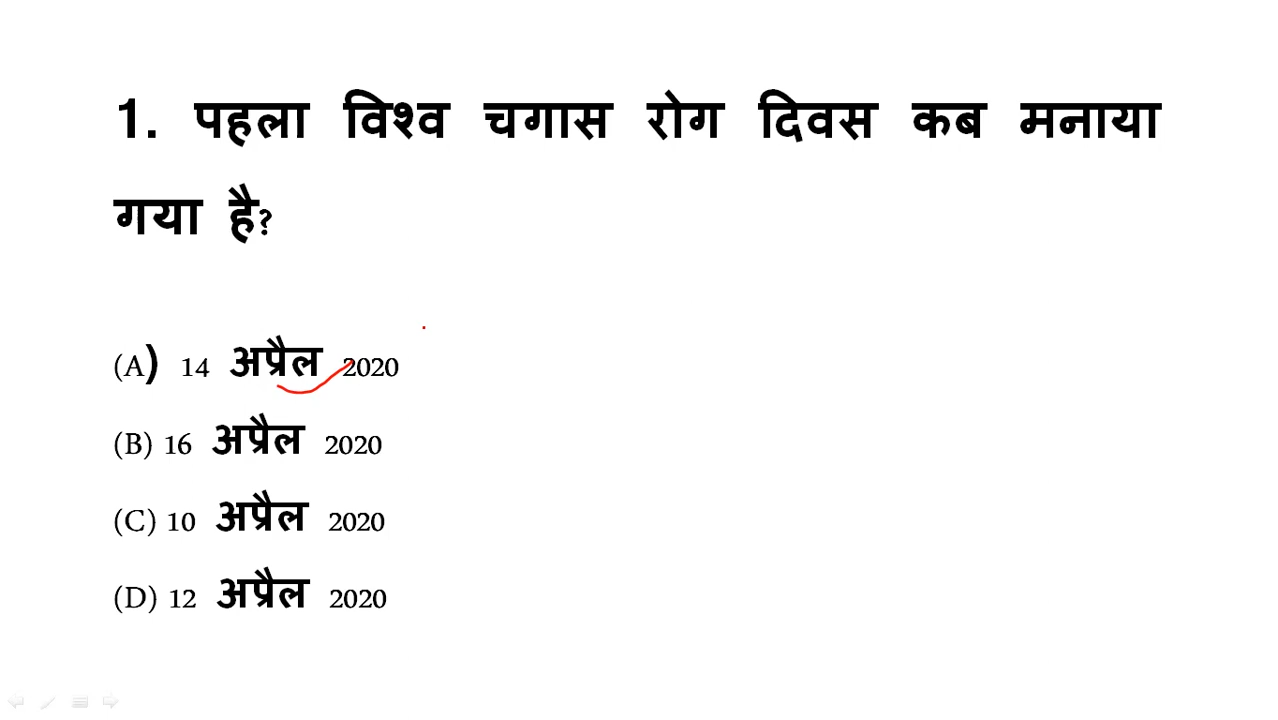 1. पहला विश्व चगास रोग दिवस कब मनाया
गया है?
(A) 14 अप्रैल 2020
(B) 16 अप्रैल 2020
(C) 10 अप्रैल 2020
(D) 12 अप्रैल 2020